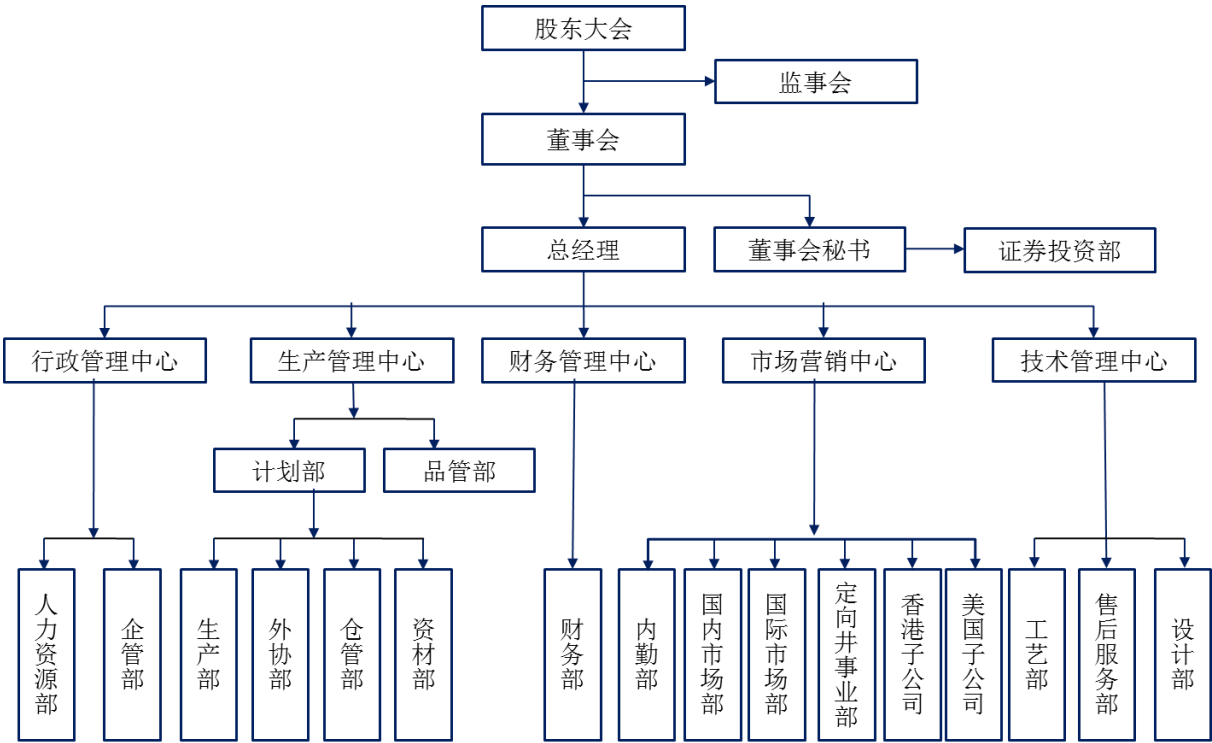 股东大会
监事会
董事会
总经理
董事会秘书
证券投资部
行政管理中心
生产管理中心
财务管理中心
市场营销中心
技术管理中心
计划部
品管部
人力资源部
企管部
生产部
外协部
仓管部
资材部
财务部
内勤部
国内市场部
国际市场部
定向井事业部
香港子公司
美国子公司
工艺部
售后服务部
设计部